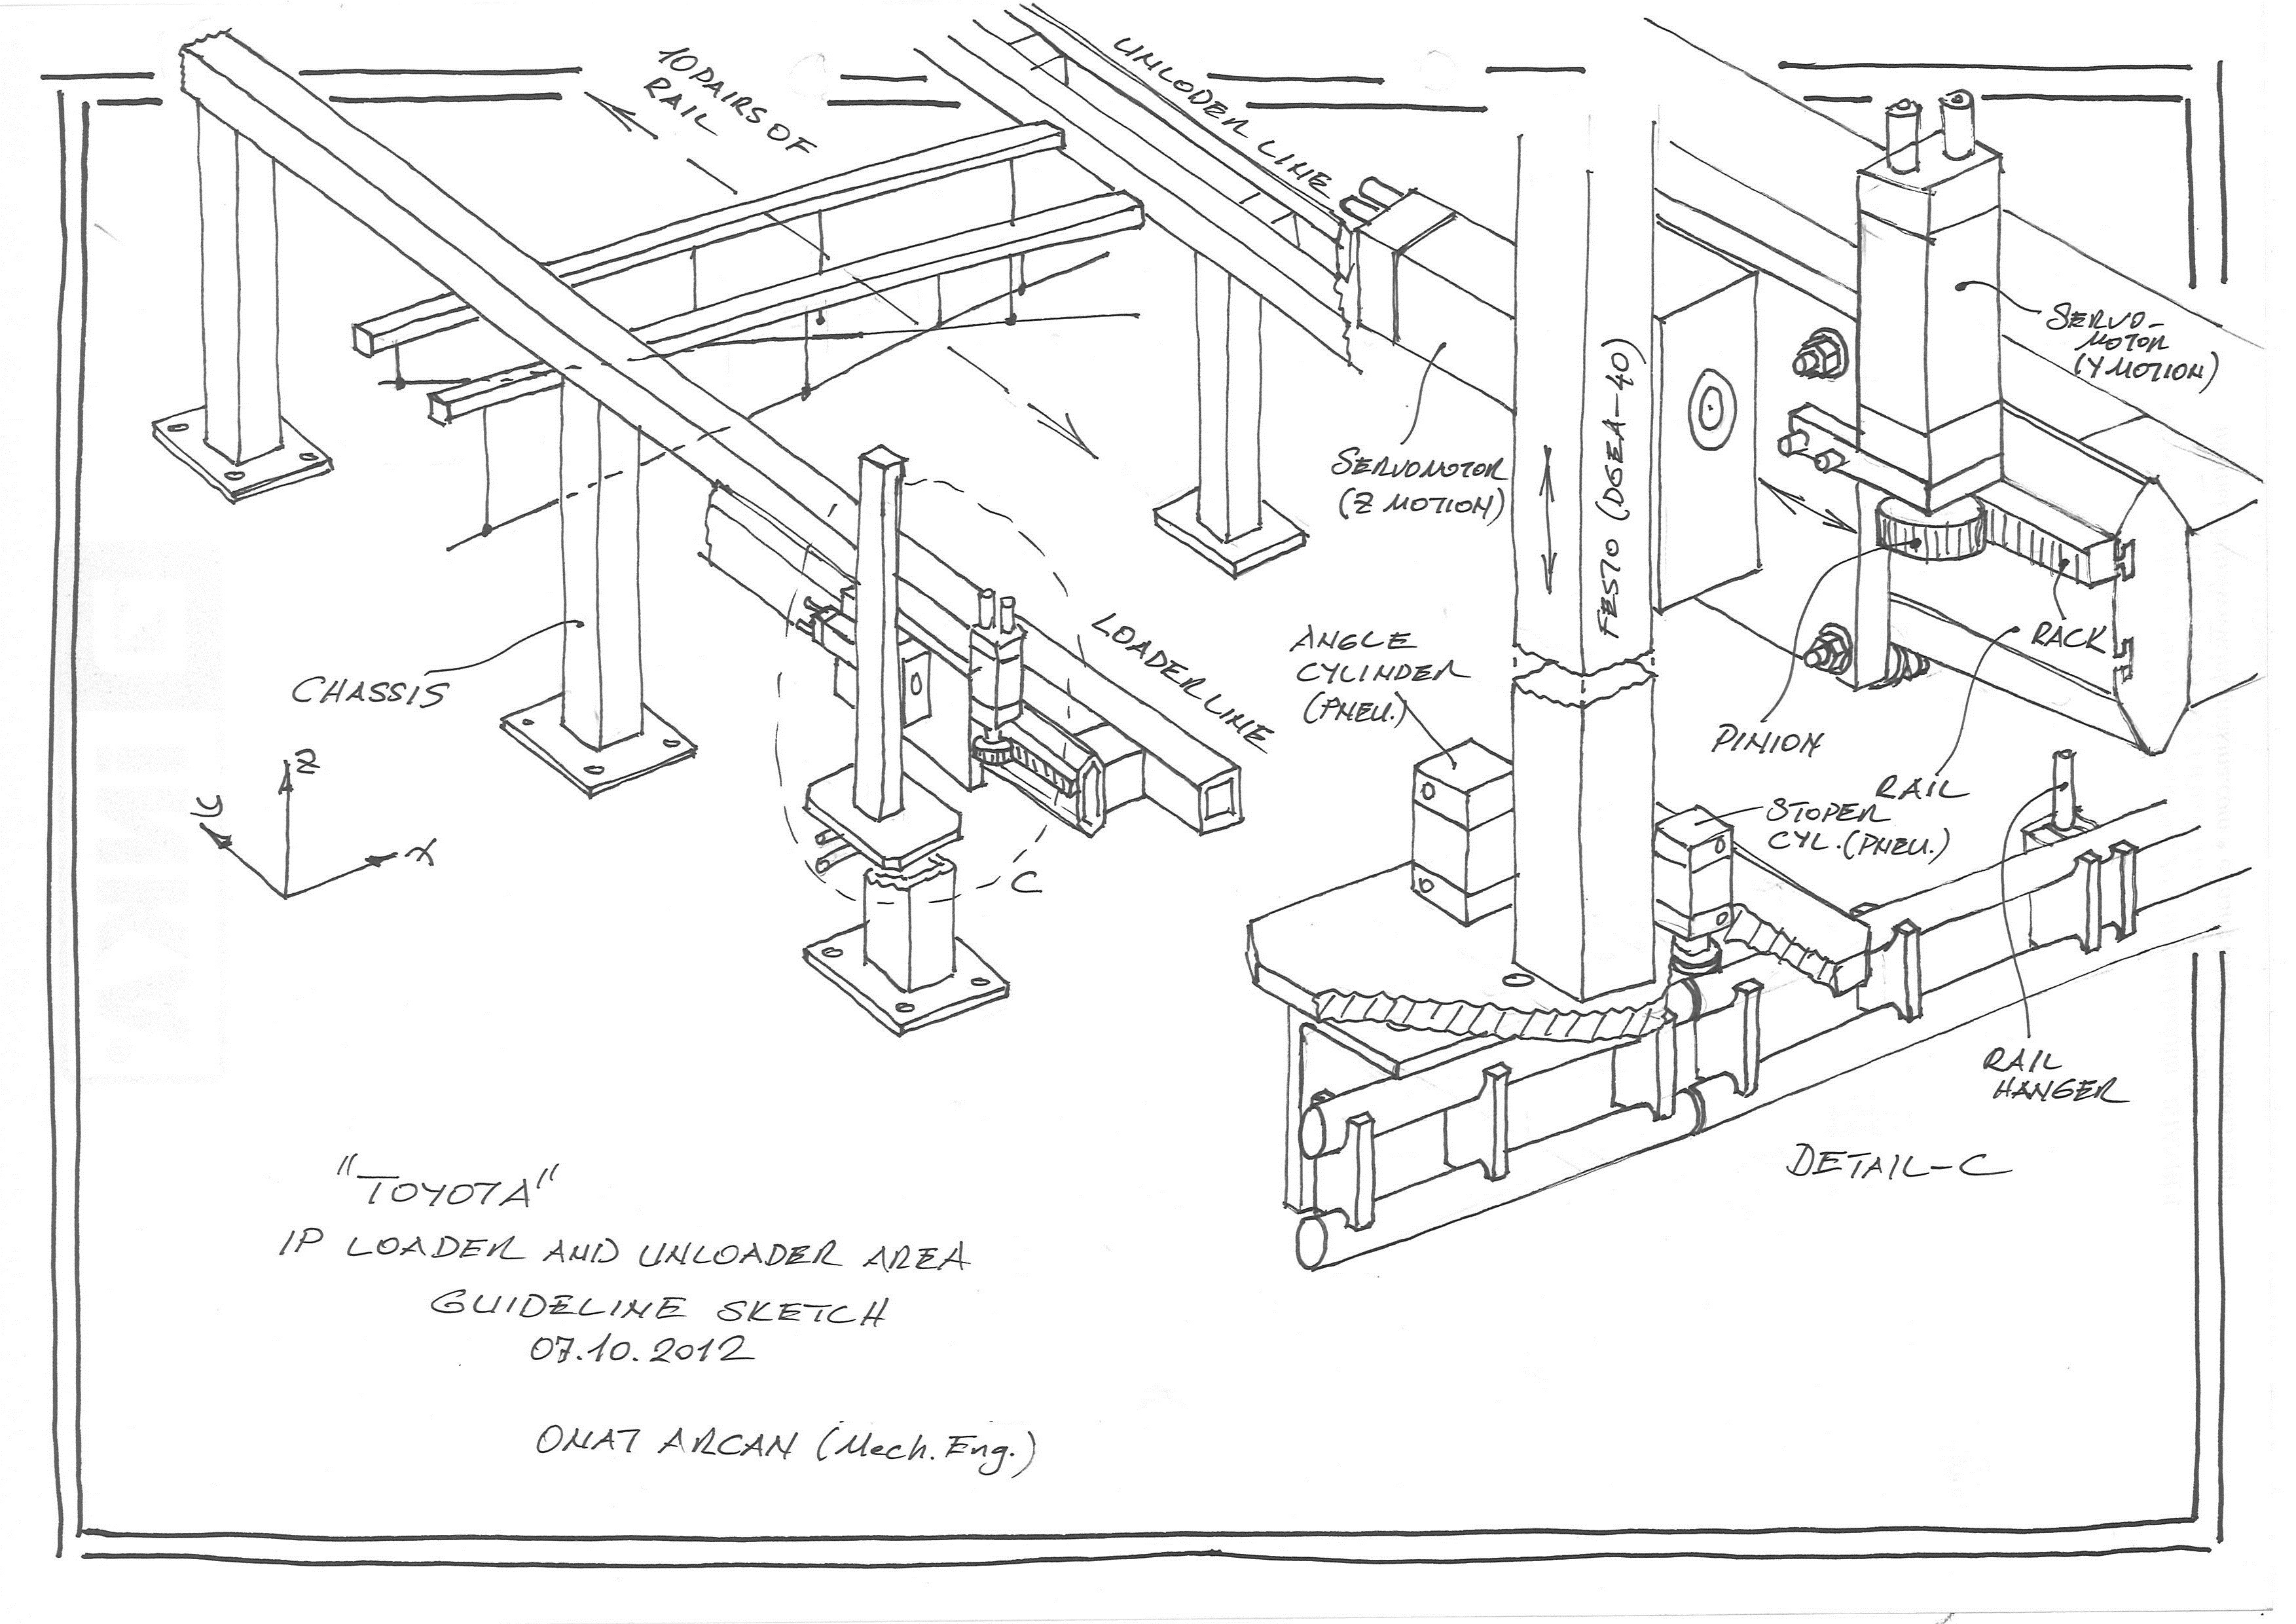 10 PAIRS OF
RAIL
UNLODER LINE
SERVO-
MOTOR
(Y MOTION)
SERVOMOTOR
(Z MOTION)
FESTO (DGEA-40)
ANGLE
CYLINDER
(PNEU.)
LOADER LINE
CHASSIS
RACK
PINION
RAIL
STOPER
CYL. (PNEU.)
Z
Y
X
C
RAIL
HANGER
DETAIL-C
"TOYOTA"
IP LOADER AND UNLOADER AREA
GUIDELINE SKETCH
07.10.2012
ONAT ARCAN (Mech. Eng.)